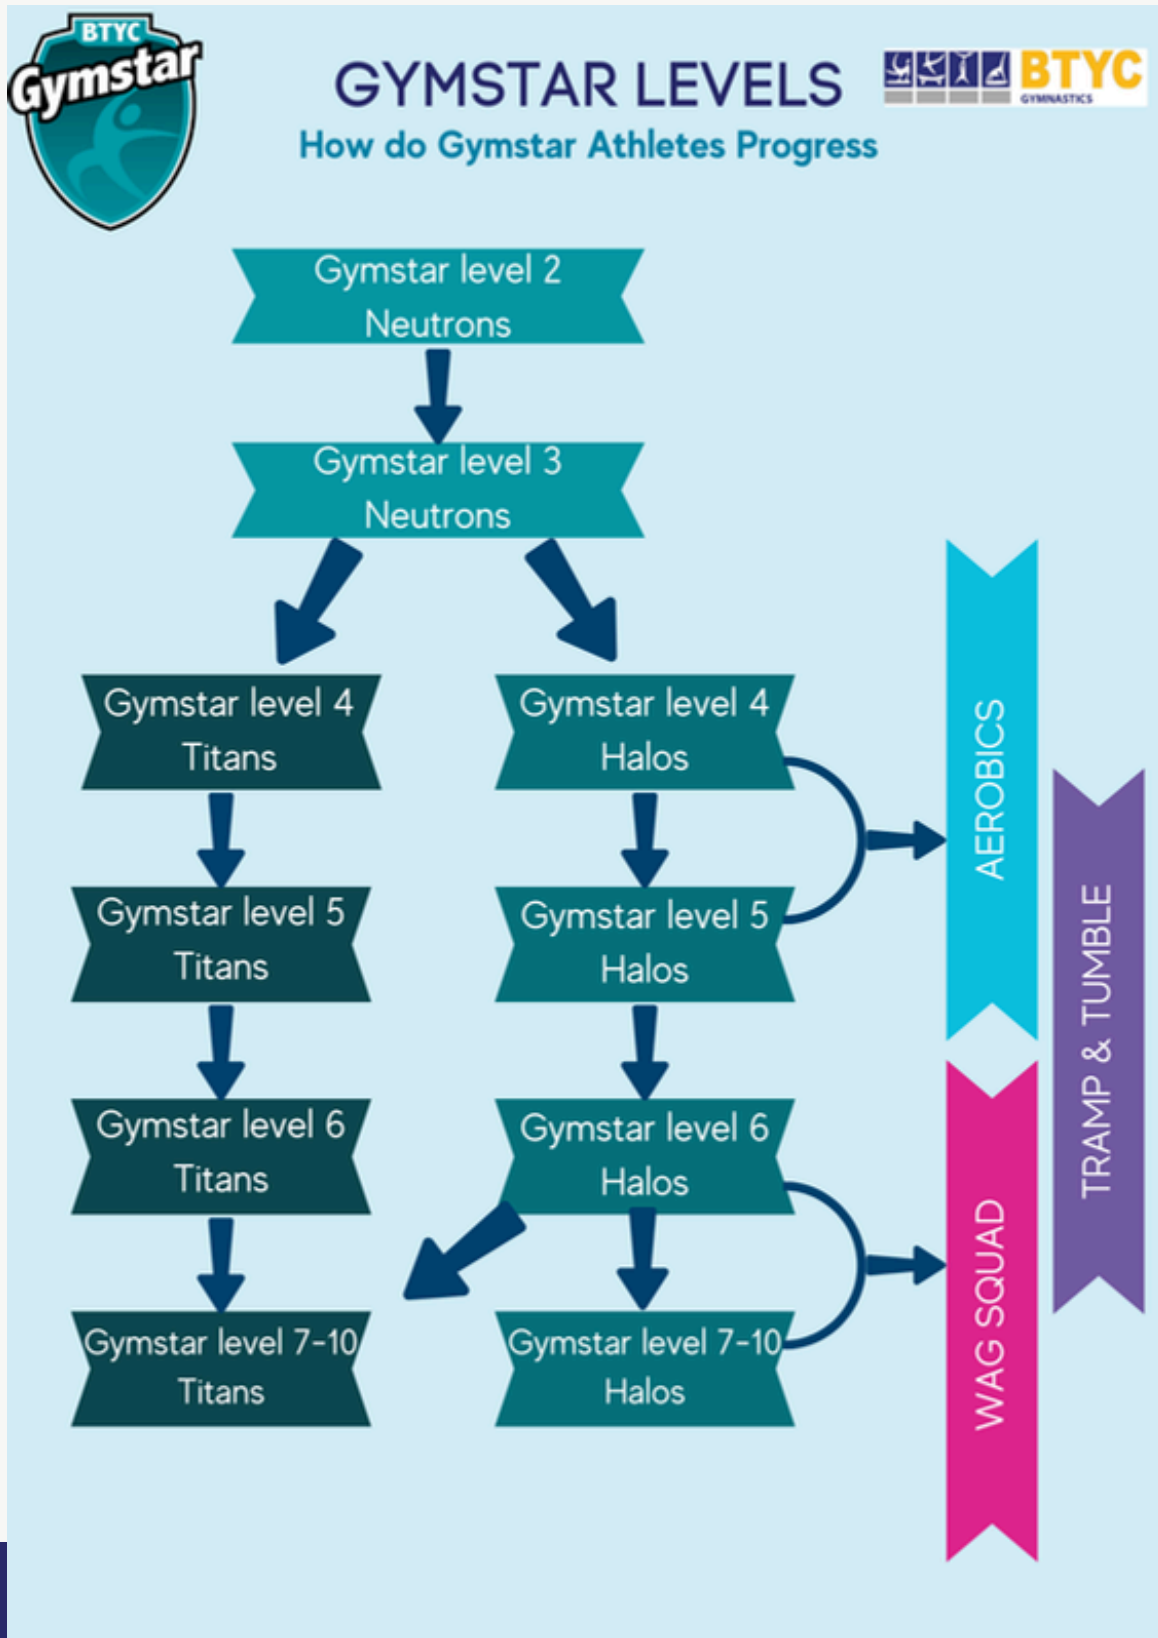 BTYC
Gymstar
GYMSTAR LEVELS
How do Gymstar Athletes Progress
BTYC
GYMNASTICS
Gymstar level 2
Neutrons
Gymstar level 3
Neutrons
Gymstar level 4
Titans
Gymstar level 4
Halos
Gymstar level 5
Titans
Gymstar level 5
Halos
Gymstar level 6
Titans
Gymstar level 6
Halos
Gymstar level 7-10
Titans
Gymstar level 7-10
Halos
AEROBICS
TRAMP & TUMBLE
WAG SQUAD